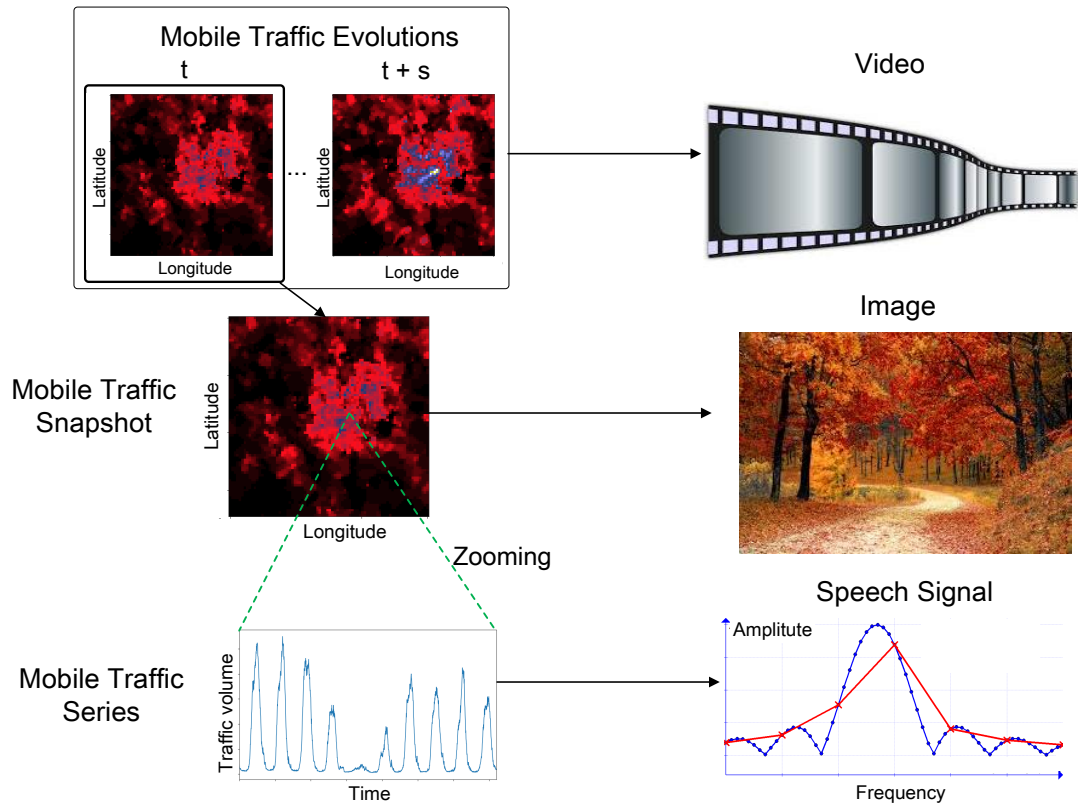 Mobile Traffic Evolutions
t
t + s
Latitude
...
Latitude
Longitude
Longitude
Video
Mobile Traffic
Snapshot
Latitude
Longitude
Image
Zooming
Mobile Traffic
Series
Traffic volume
Time
Speech Signal
Amplitute
Frequency